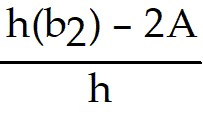 h(b₂) – 2A
h